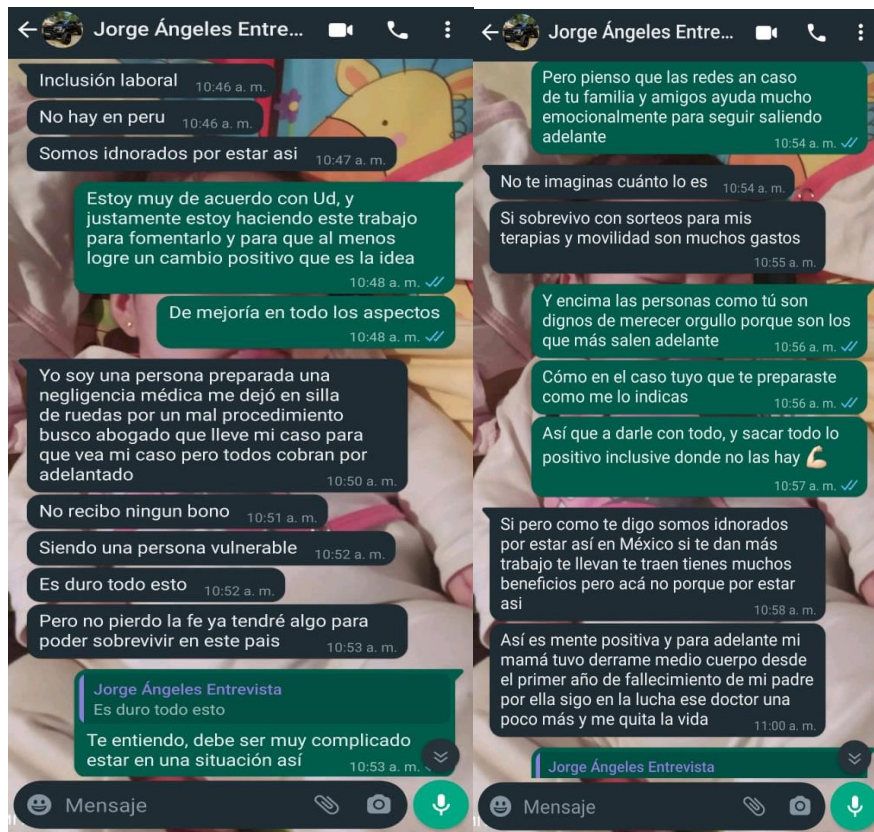 Jorge Ángeles Entre...
Inclusión laboral 10:46 a. m.
No hay en peru 10:46 a. m.
Somos idnorados por estar asi 10:47 a. m.
Estoy muy de acuerdo con Ud, y
justamente estoy haciendo este trabajo
para fomentarlo y para que al menos
logre un cambio positivo que es la idea
10:48 a. m.
De mejoría en todo los aspectos
10:48 a. m.
Yo soy una persona preparada una
negligencia médica me dejó en silla
de ruedas por un mal procedimiento
busco abogado que lleve mi caso para
que vea mi caso pero todos cobran por
adelantado 10:50 a. m.
No recibo ningun bono 10:51 a. m.
Siendo una persona vulnerable 10:52 a. m.
Es duro todo esto 10:52 a. m.
Pero no pierdo la fe ya tendré algo para
poder sobrevivir en este pais 10:53 a. m.
Jorge Ángeles Entrevista
Es duro todo esto
Te entiendo, debe ser muy complicado
estar en una situación así 10:53 a. m.
Mensaje
Jorge Ángeles Entre...
Pero pienso que las redes an caso
de tu familia y amigos ayuda mucho
emocionalmente para seguir saliendo
adelante 10:54 a. m.
No te imaginas cuánto lo es 10:54 a. m.
Si sobrevivo con sorteos para mis
terapias y movilidad son muchos gastos
10:55 a. m.
Y encima las personas como tú son
dignos de merecer orgullo porque son los
que más salen adelante 10:56 a. m.
Cómo en el caso tuyo que te preparaste
como me lo indicas 10:56 a. m.
Así que a darle con todo, y sacar todo lo
positivo inclusive donde no las hay 💪🏻
10:57 a. m.
Si pero como te digo somos idnorados
por estar así en México si te dan más
trabajo te llevan te traen tienes muchos
beneficios pero acá no porque por estar
asi 10:58 a. m.
Así es mente positiva y para adelante mi
mamá tuvo derrame medio cuerpo desde
el primer año de fallecimiento de mi padre
por ella sigo en la lucha ese doctor una
poco más y me quita la vida 11:00 a. m.
Jorge Ángeles Entrevista
Mensaje